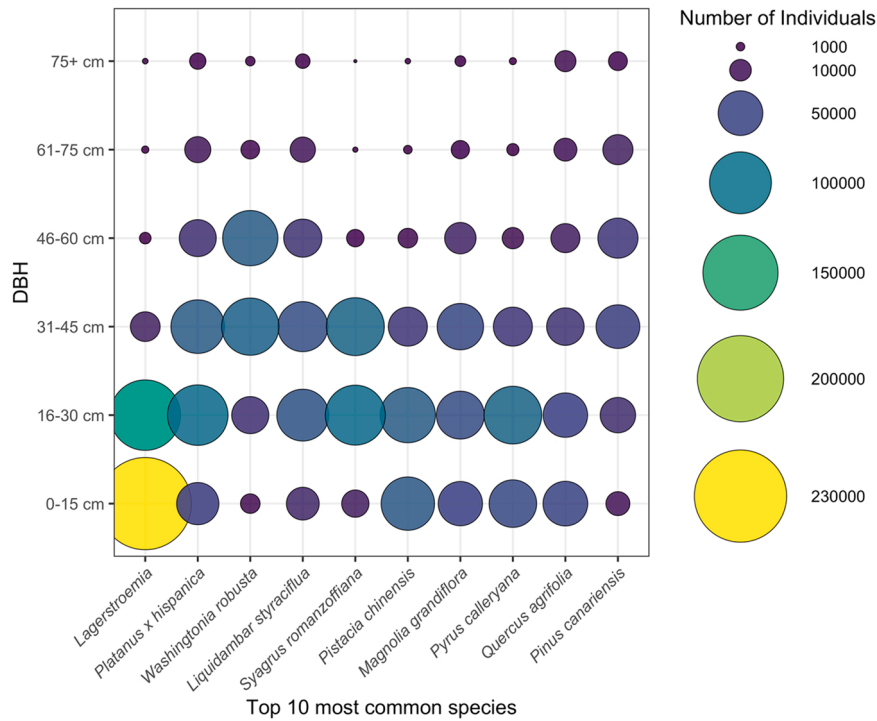 Number of Individuals
1000
10000
50000
100000
150000
200000
230000
DBH
75+ cm
61-75 cm
46-60 cm
31-45 cm
16-30 cm
0-15 cm
Lagerstroemia
Platanus x hispanica
Washingtonia robusta
Liquidambar styraciflua
Syagrus romanzoffiana
Pistacia chinensis
Magnolia grandiflora
Pyrus calleryana
Quercus agrifolia
Pinus canariensis
Top 10 most common species